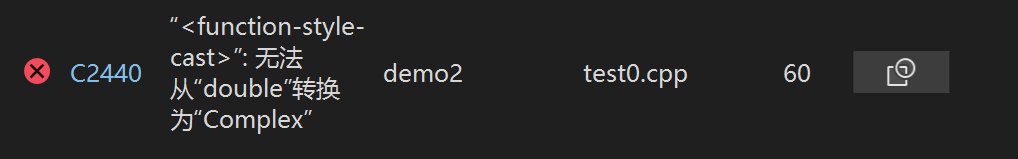 “<function-style-
cast>”: 无法
从“double”转换
为“Complex”
C2440
demo2
test0.cpp
60